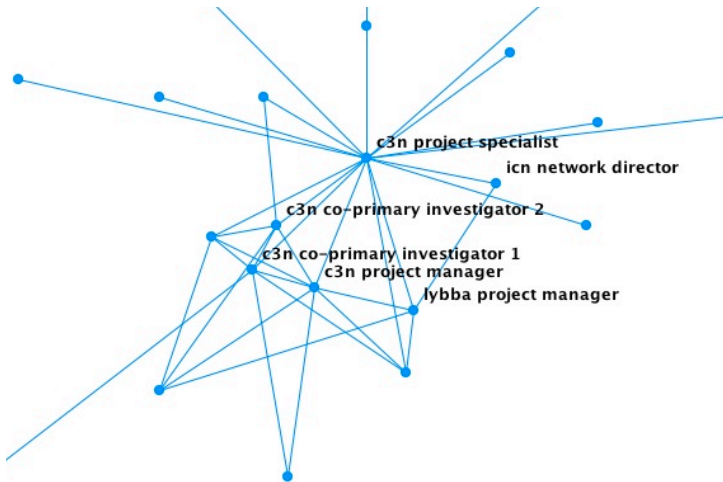 c3n project specialist
icn network director
c3n co-primary investigator 2
c3n co-primary investigator 1
c3n project manager
lybba project manager